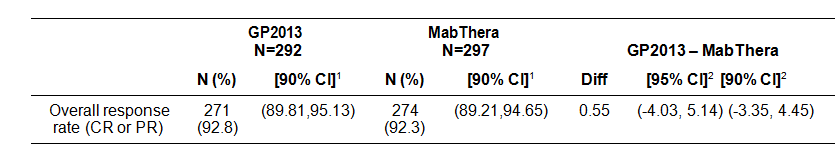 GP2013 MabThera
N=292 N=297 GP2013 – MabThera
N (%) [90% CI]1 N (%) [90% CI]1 Diff [95% CI]2 [90% CI]2
Overall response 271 (89.81,95.13) 274 (89.21,94.65) 0.55 (-4.03, 5.14) (-3.35, 4.45)
rate (CR or PR) (92.8) (92.3)